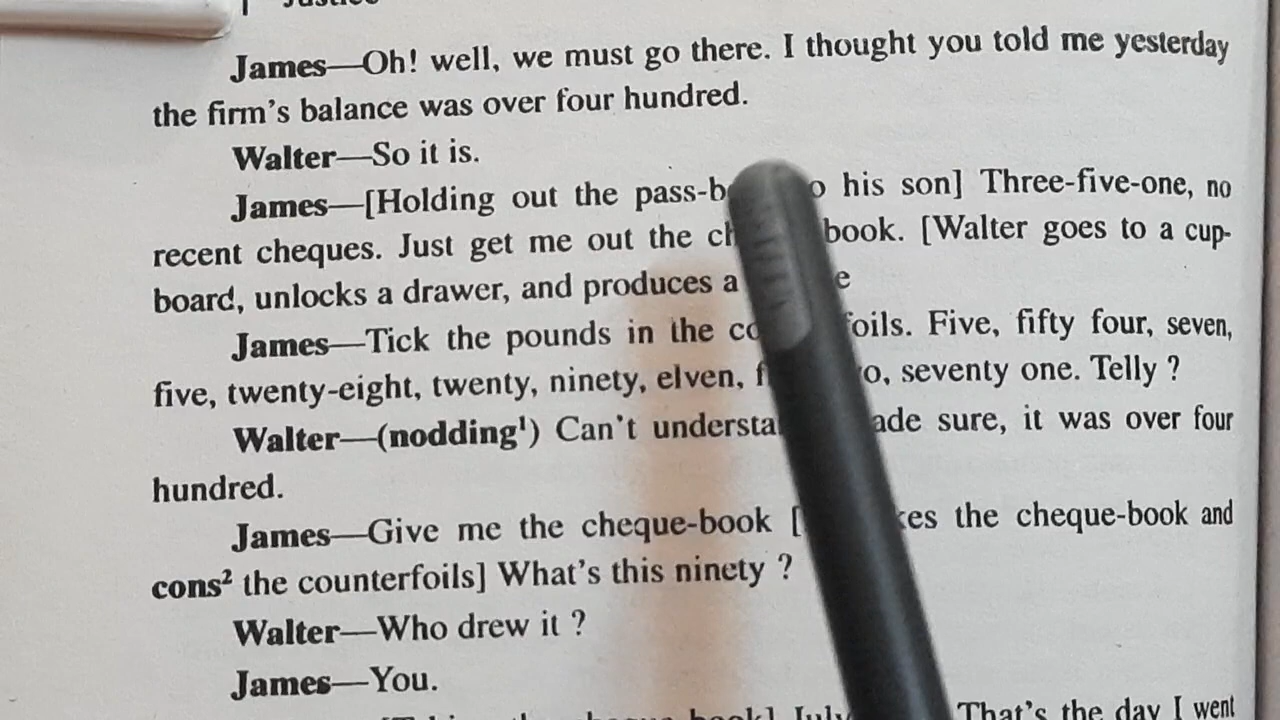 Justice
James—Oh! well, we must go there. I thought you told me yesterday
the firm's balance was over four hundred.
Walter—So it is.
James—[Holding out the his son] Three-five-one, no
recent cheques. Just get me out the book. [Walter goes to a cup-
board, unlocks a drawer, and produces a
James—Tick the pounds in the foils. Five, fifty four, seven,
five, twenty-eight, twenty, ninety, elven, seventy one. Telly ?
Walter—(nodding¹) Can't sure, it was over four
hundred.
James—Give me the cheque-book [ the cheque-book and
cons² the counterfoils] What's this ninety ?
Walter—Who drew it ?
James—You.
July That's the day I went